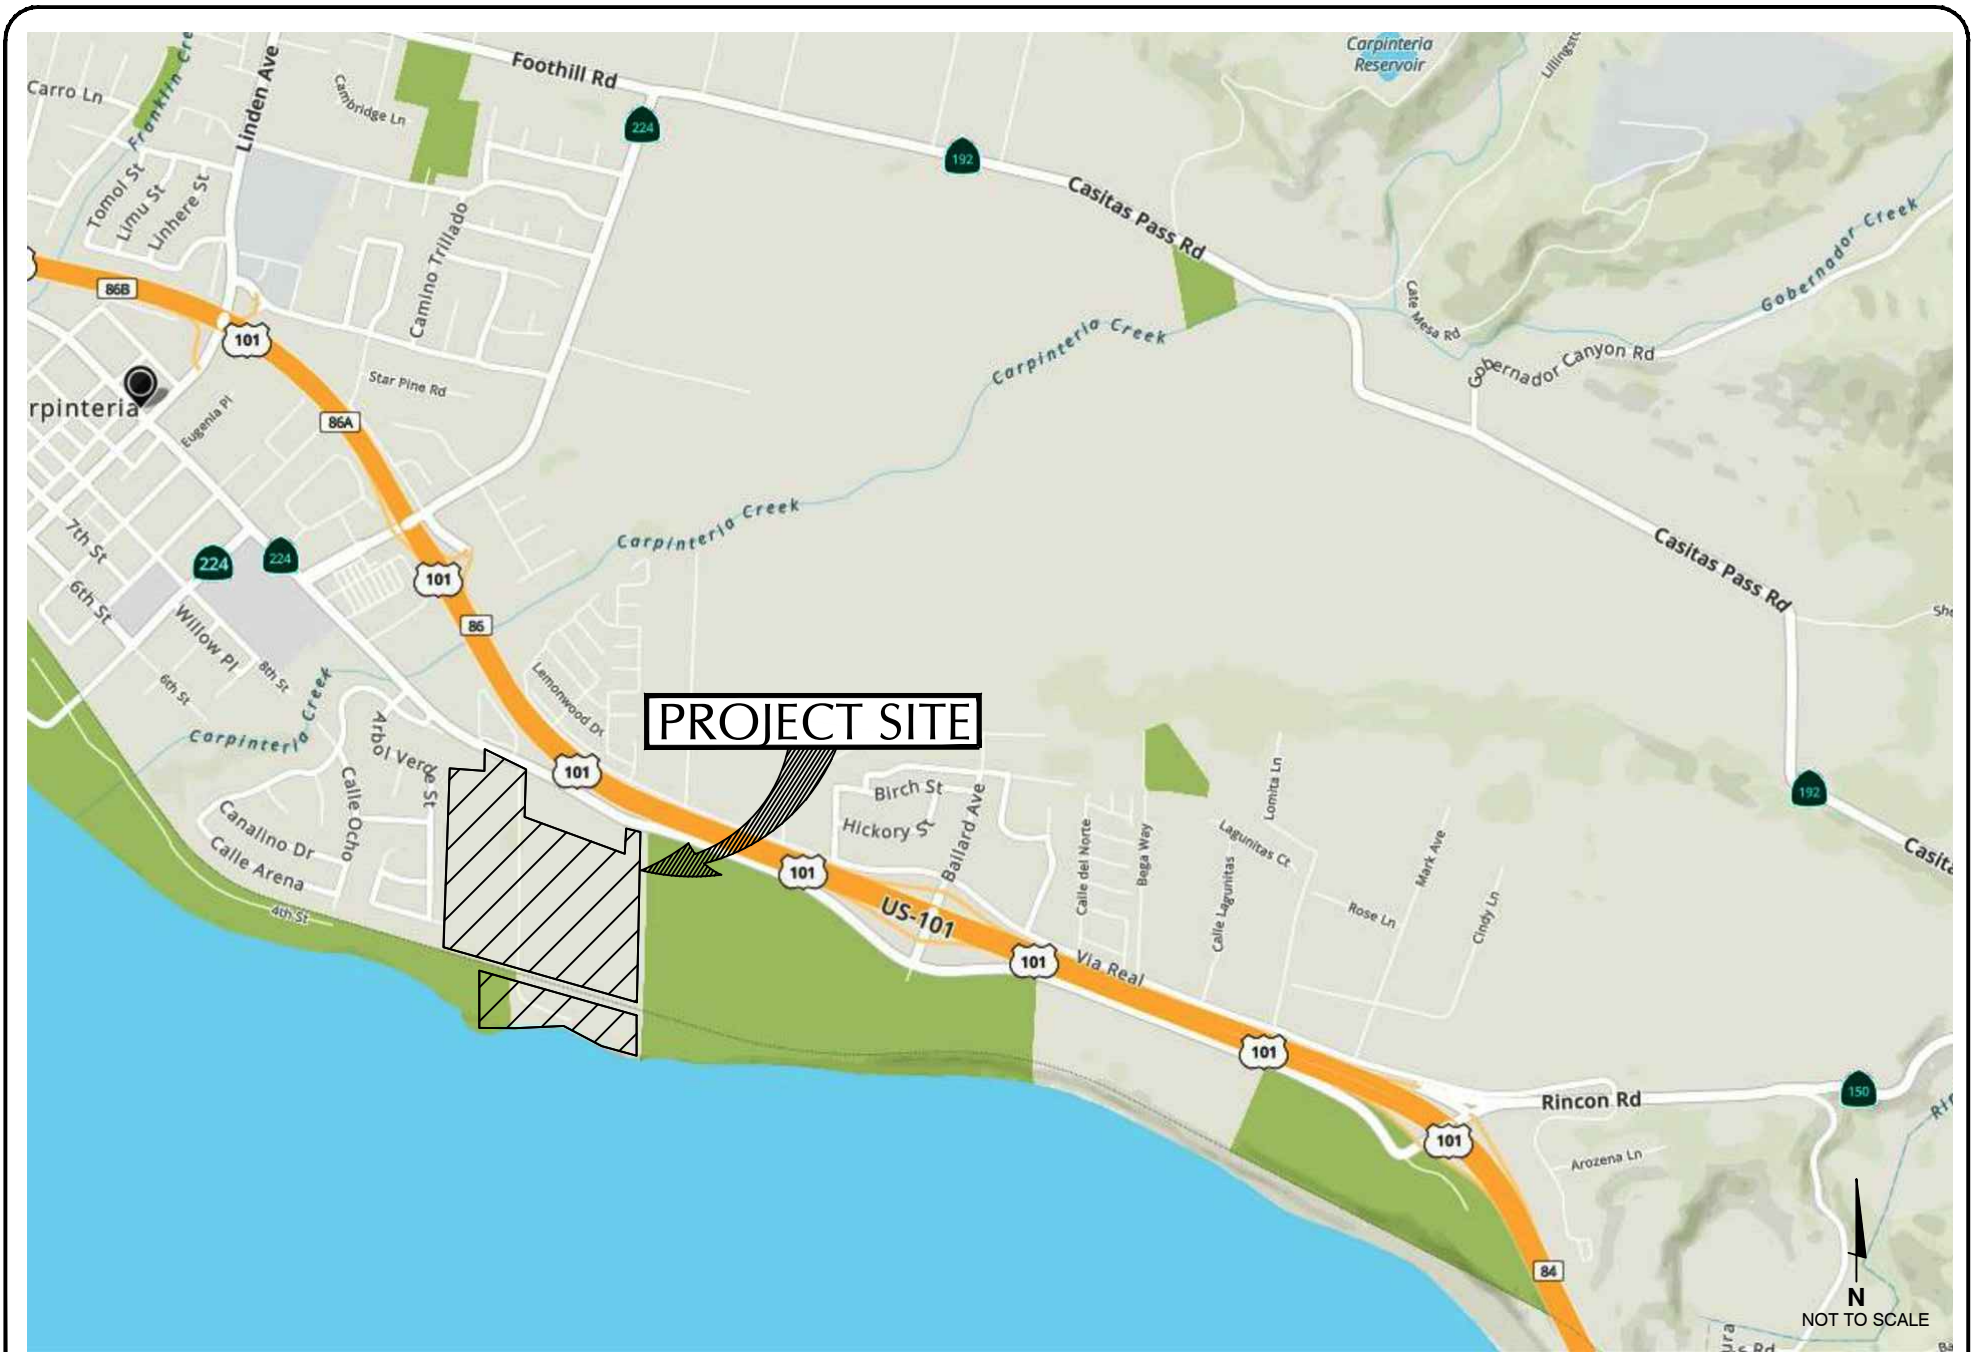 Foothill Rd
Carpinteria
Reservoir
Carro Ln
Linden Ave
Cambridge Ln
224
192
Casitas Pass Rd
Tomol St
Limu St
Linhere St
Camino Trillado
Gobernador Creek
86B
101
Cate Mesa Rd
Carpinteria Creek
Gobernador Canyon Rd
Star Pine Rd
rpinteria
Eugenia Pl
86A
Carpinteria Creek
7th St
224
224
101
Casitas Pass Rd
6th St
86
Willow Pl
8th St
6th St
Lemonwood Dr
PROJECT SITE
Carpinteria Creek
Arbol Verde St
101
Calle Ocho
Birch St
Ballard Ave
Lomita Ln
192
Canalino Dr
Hickory St
Calle del Norte
Bega Way
Lagunitas Ct
Mark Ave
Calle Arena
101
Calle Lagunitas
4th St
US-101
Rose Ln
Cindy Ln
101
Via Real
101
150
Rincon Rd
101
Arozena Ln
84
N
NOT TO SCALE